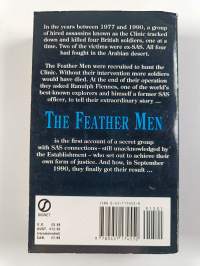 In the years between 1977 and 1990, a group
of hired assassins known as the Clinic tracked
down and killed four British soldiers, one at a
time. Two of the victims were ex-SAS. All four
had fought in the Arabian desert.
The Feather Men were recruited to hunt the
Clinic. Without their intervention more soldiers
would have died. At the end of their operation
they asked Ranulph Fiennes, one of the world's
best-known explorers and himself a former SAS
officer, to tell their extraordinary story ...
THE FEATHER MEN
is the first account of a secret group
with SAS connections - still unacknowledged by
the Establishment - who set out to achieve their
own form of justice. And how, in September
1990, they finally got their result ...
SIGNET